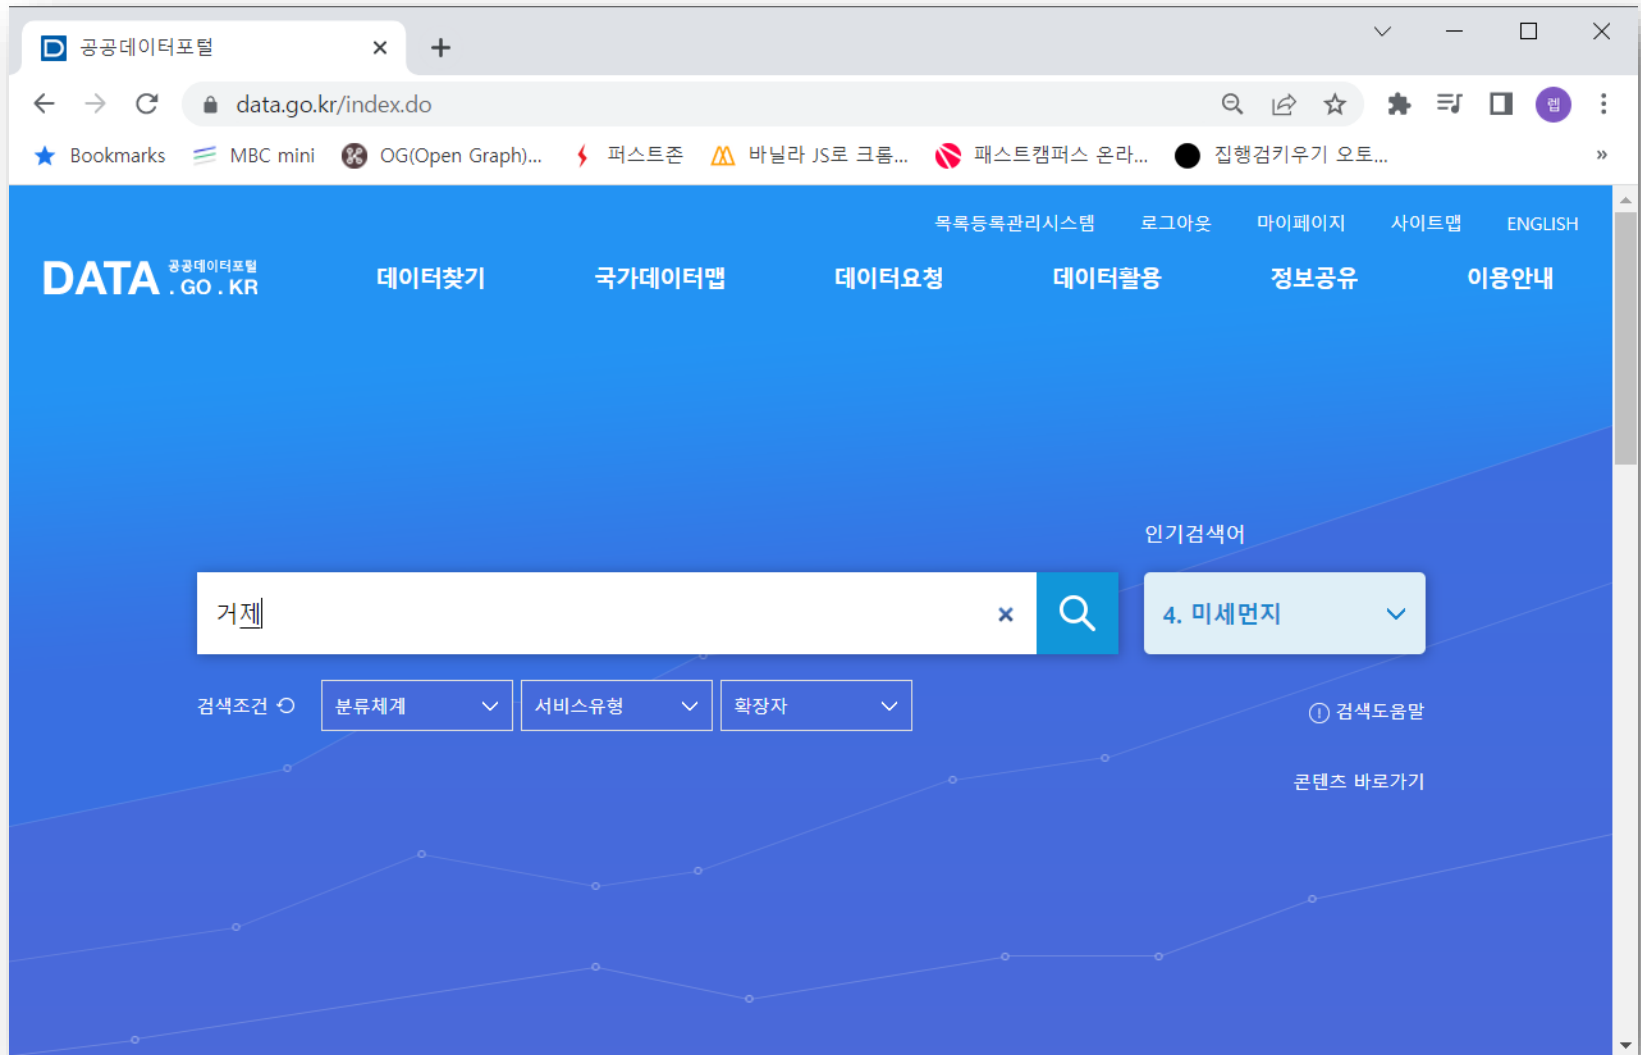 공공데이터포털
data.go.kr/index.do
렙
Bookmarks MBC mini OG(Open Graph)... 퍼스트존 바닐라 JS로 크롬... 패스트캠퍼스 온라... 집행검키우기 오토... »
목록등록관리시스템 로그아웃 마이페이지 사이트맵 ENGLISH
DATA 공공데이터포털 데이터찾기 국가데이터맵 데이터요청 데이터활용 정보공유 이용안내
. GO . KR
인기검색어
거제 4. 미세먼지
검색조건 분류체계 서비스유형 확장자 검색도움말
콘텐츠 바로가기